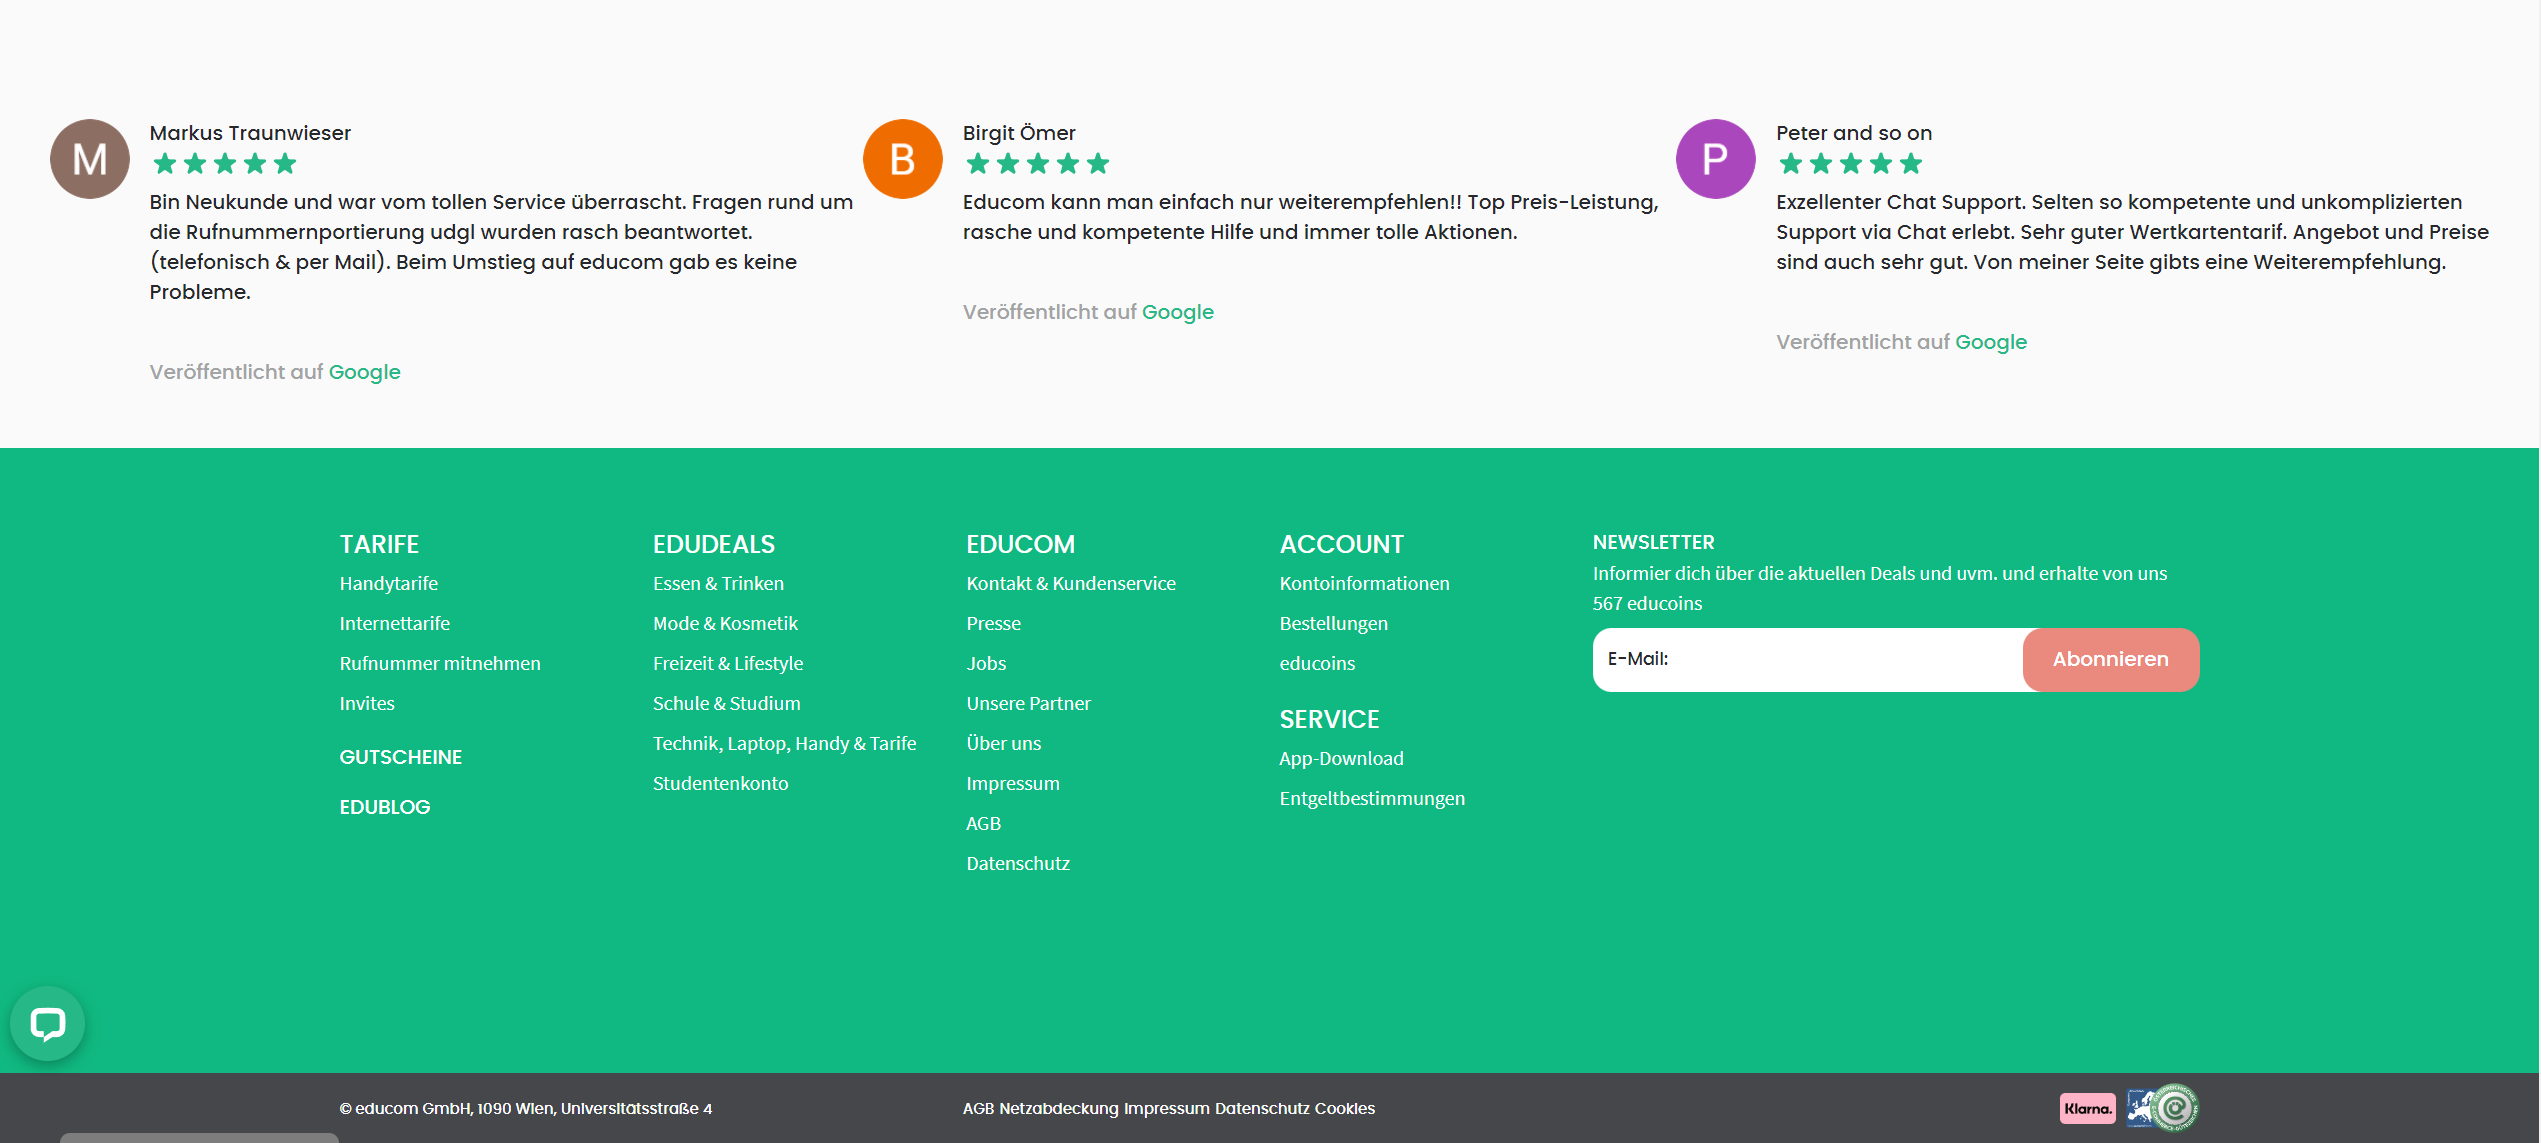 M
Markus Traunwieser
Bin Neukunde und war vom tollen Service überrascht. Fragen rund um
die Rufnummernportierung udgl wurden rasch beantwortet.
(telefonisch & per Mail). Beim Umstieg auf educom gab es keine
Probleme.
Veröffentlicht auf Google
B
Birgit Ömer
Educom kann man einfach nur weiterempfehlen!! Top Preis-Leistung,
rasche und kompetente Hilfe und immer tolle Aktionen.
Veröffentlicht auf Google
P
Peter and so on
Exzellenter Chat Support. Selten so kompetente und unkomplizierten
Support via Chat erlebt. Sehr guter Wertkartentarif. Angebot und Preise
sind auch sehr gut. Von meiner Seite gibts eine Weiterempfehlung.
Veröffentlicht auf Google
TARIFE
Handytarife
Internettarife
Rufnummer mitnehmen
Invites
GUTSCHEINE
EDUBLOG
EDUDEALS
Essen & Trinken
Mode & Kosmetik
Freizeit & Lifestyle
Schule & Studium
Technik, Laptop, Handy & Tarife
Studentenkonto
EDUCOM
Kontakt & Kundenservice
Presse
Jobs
Unsere Partner
Über uns
Impressum
AGB
Datenschutz
ACCOUNT
Kontoinformationen
Bestellungen
educoins
SERVICE
App-Download
Entgeltbestimmungen
NEWSLETTER
Informier dich über die aktuellen Deals und uvm. und erhalte von uns
567 educoins
E-Mail:
Abonnieren
© educom GmbH, 1090 Wien, Universitätsstraße 4
AGB Netzabdeckung Impressum Datenschutz Cookies
Klarna.